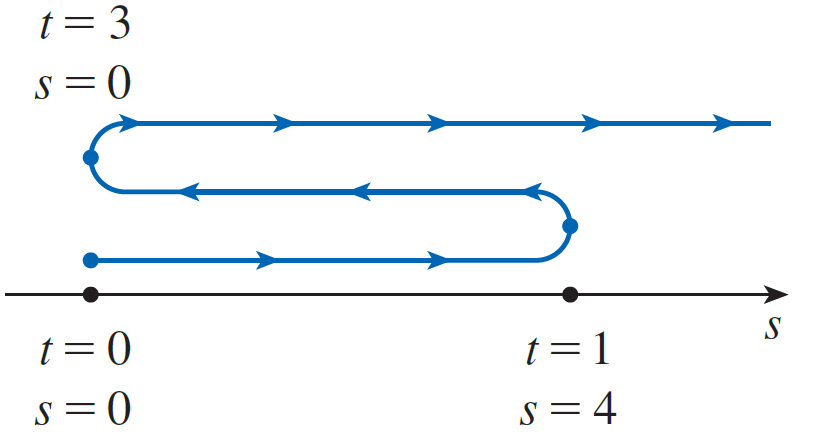 t = 3
s = 0
s
t = 0
s = 0
t = 1
s = 4